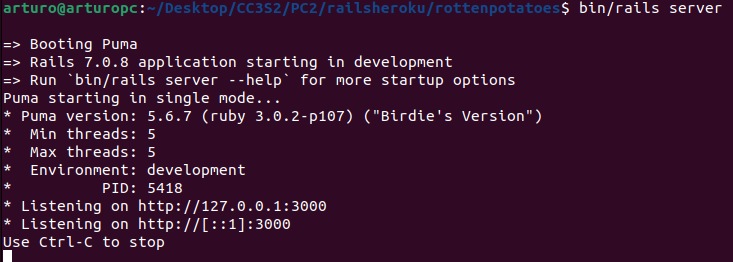 arturo@arturopc:~/Desktop/CC3S2/PC2/railsheroku/rottenpotatoes$ bin/rails server
=> Booting Puma
=> Rails 7.0.8 application starting in development
=> Run `bin/rails server --help` for more startup options
Puma starting in single mode...
* Puma version: 5.6.7 (ruby 3.0.2-p107) ("Birdie's Version")
*  Min threads: 5
*  Max threads: 5
*  Environment: development
*          PID: 5418
* Listening on http://127.0.0.1:3000
* Listening on http://[::1]:3000
Use Ctrl-C to stop